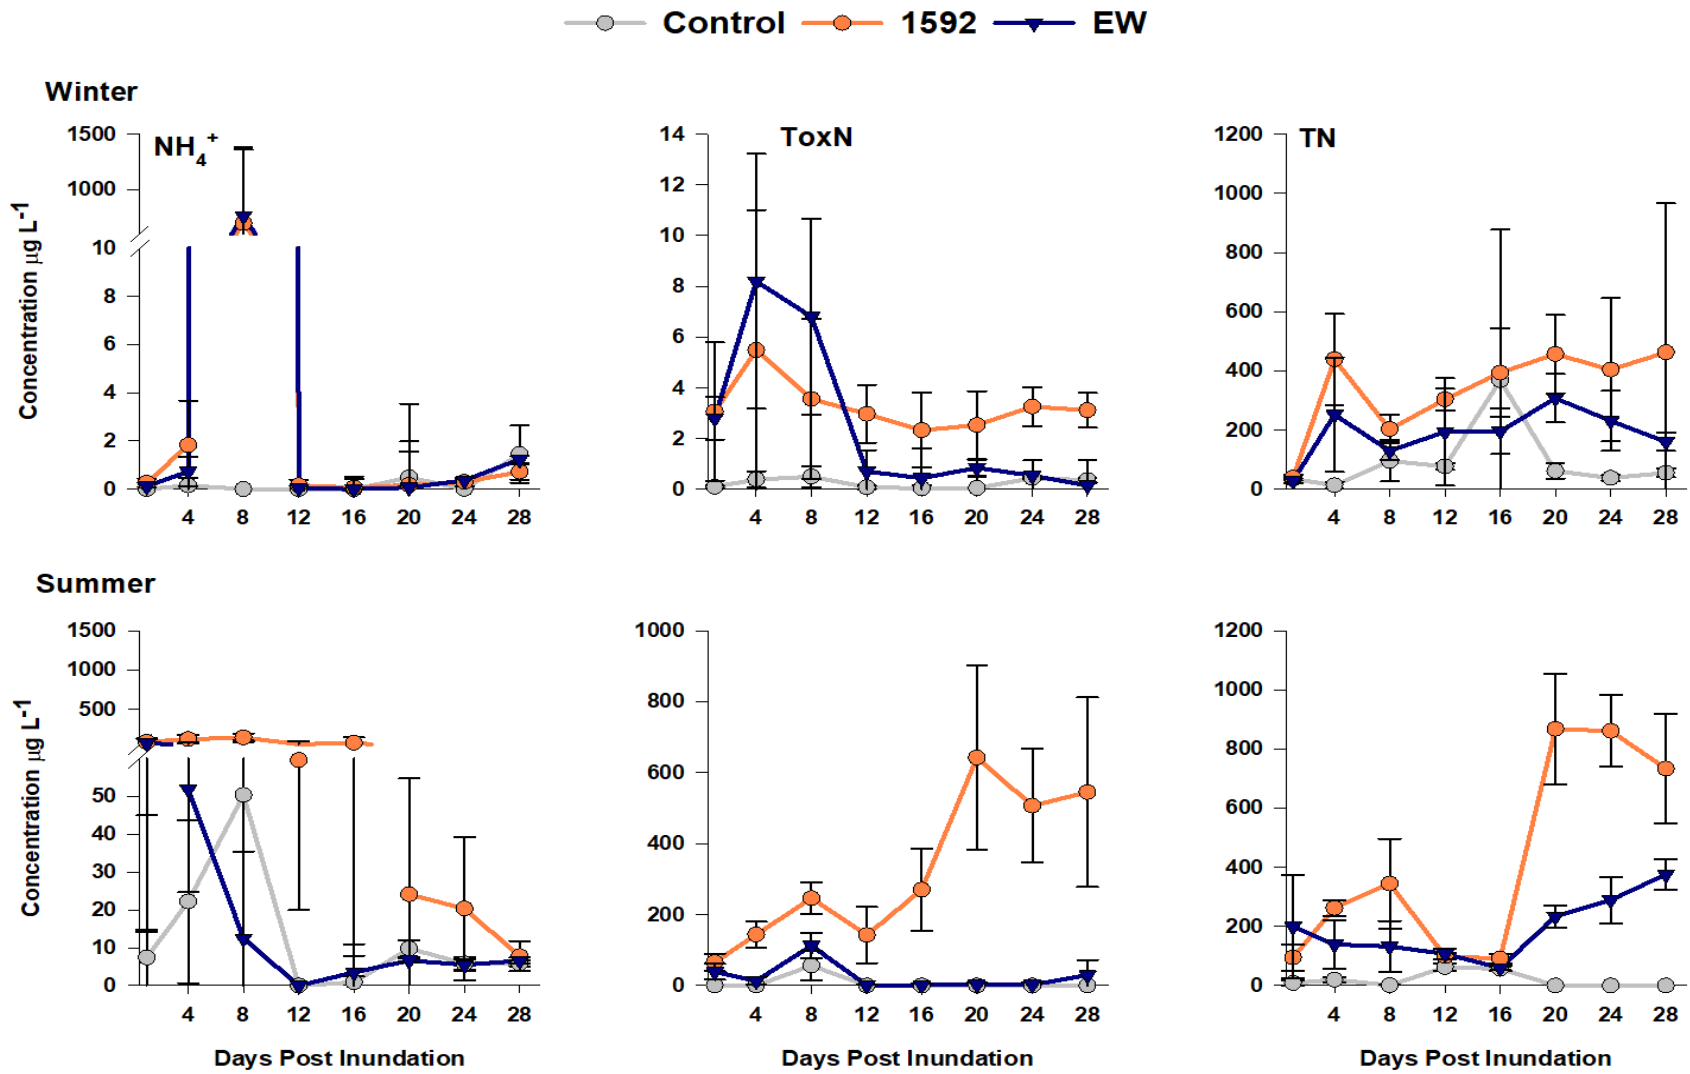 Control 1592 EW
Winter
NH4+ ToxN TN
1500 1000 10 8 6 4 2 0
Concentration µg L-1
4 8 12 16 20 24 28
14 12 10 8 6 4 2 0
4 8 12 16 20 24 28
1200 1000 800 600 400 200 0
4 8 12 16 20 24 28
Summer
1500 1000 500 50 40 30 20 10 0
Concentration µg L-1
4 8 12 16 20 24 28
Days Post Inundation
1000 800 600 400 200 0
4 8 12 16 20 24 28
Days Post Inundation
1200 1000 800 600 400 200 0
4 8 12 16 20 24 28
Days Post Inundation